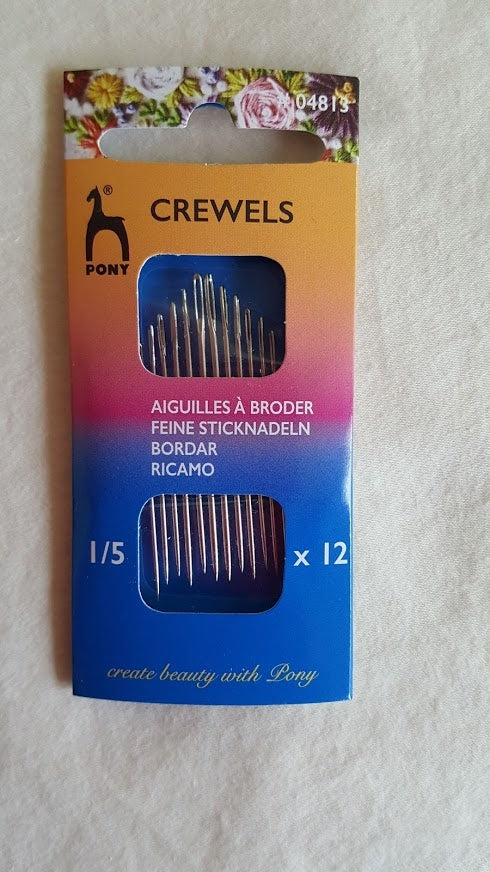 # 04813
CREWELS
®
PONY
AIGUILLES À BRODER
FEINE STICKNADELN
BORDAR
RICAMO
1/5 x 12
create beauty with Pony